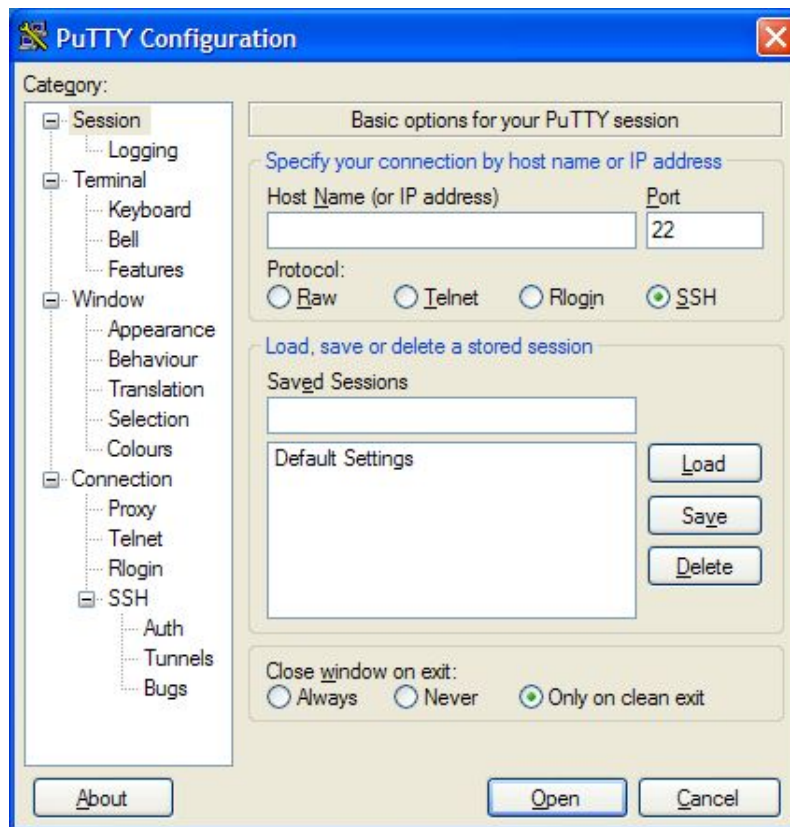 PuTTY Configuration
Category:
Session
Logging
Terminal
Keyboard
Bell
Features
Window
Appearance
Behaviour
Translation
Selection
Colours
Connection
Proxy
Telnet
Rlogin
SSH
Auth
Tunnels
Bugs
Basic options for your PuTTY session
Specify your connection by host name or IP address
Host Name (or IP address) Port
22
Protocol:
Raw Telnet Rlogin SSH
Load, save or delete a stored session
Saved Sessions
Default Settings
Load
Save
Delete
Close window on exit:
Always Never Only on clean exit
About Open Cancel